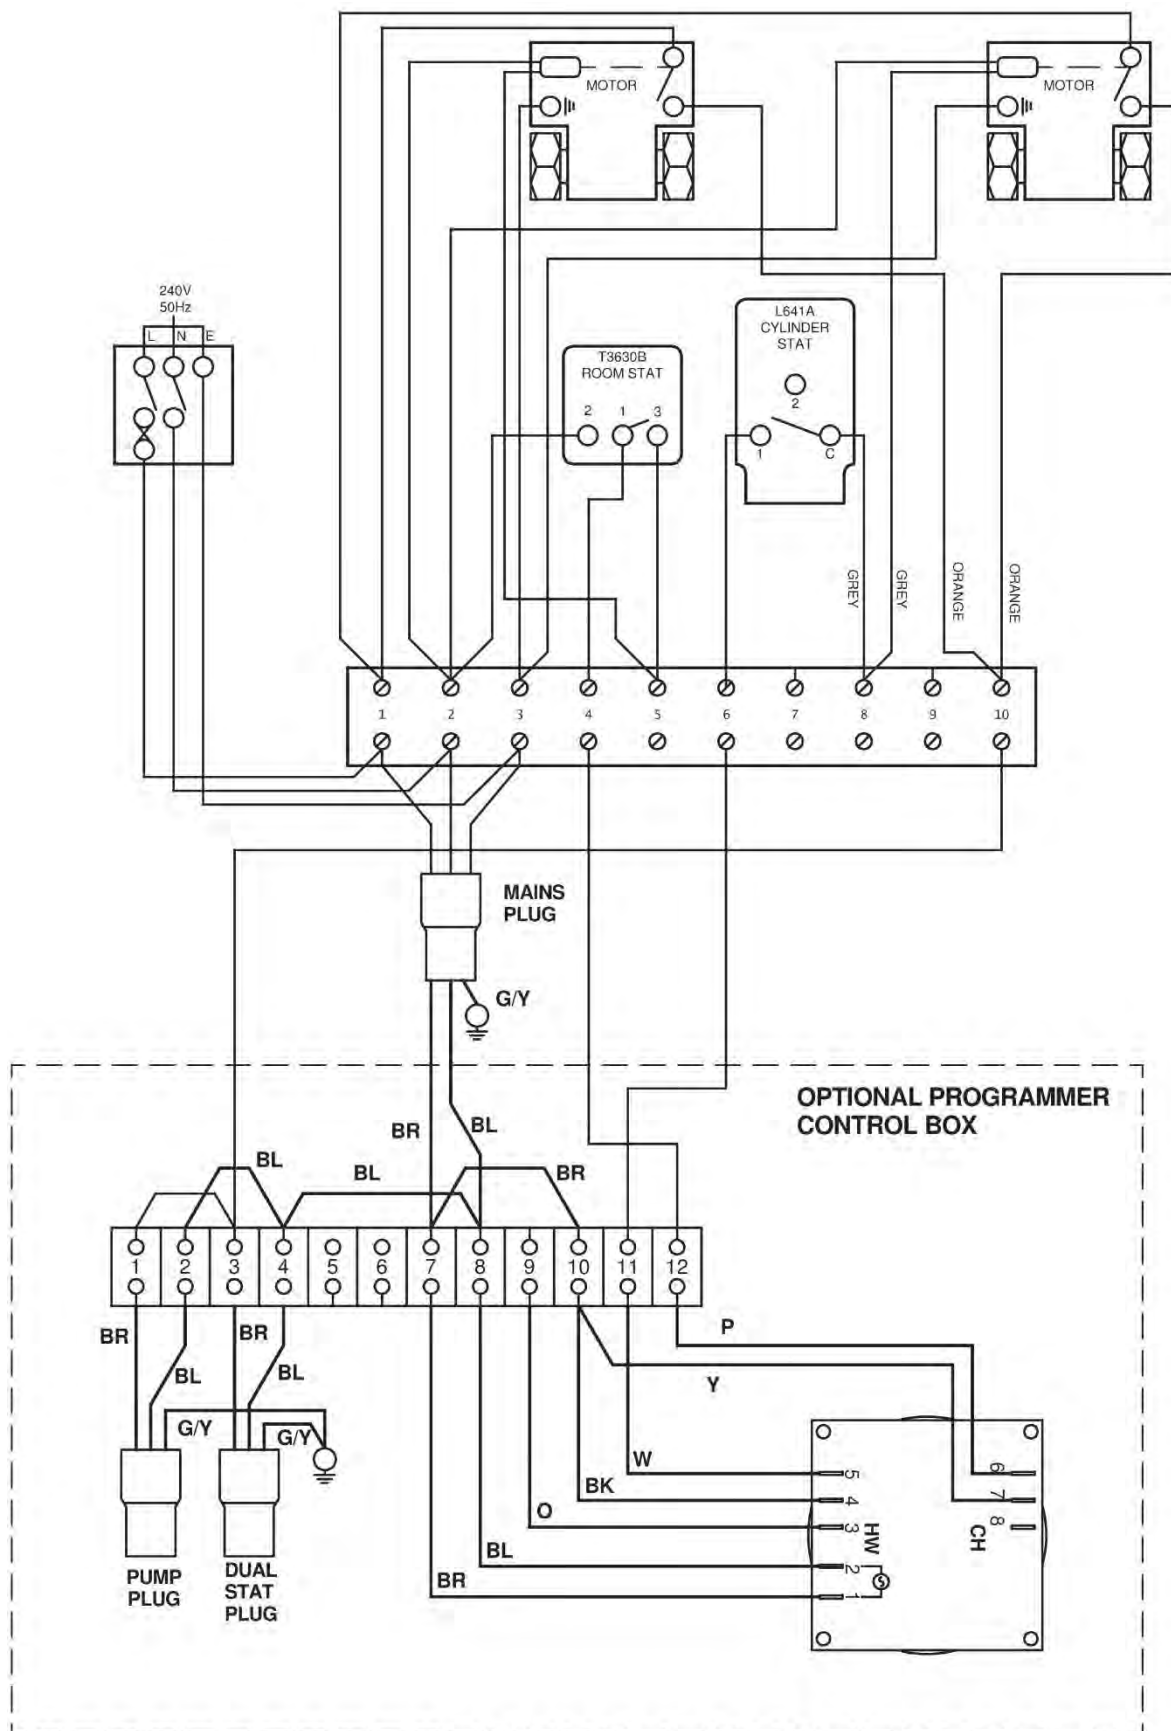 MOTOR
MOTOR
240V
50Hz
L N E
L641A
CYLINDER
STAT
2
1 C
T3630B
ROOM STAT
2 1 3
GREY
GREY
ORANGE
ORANGE
1 2 3 4 5 6 7 8 9 10
MAINS
PLUG
G/Y
OPTIONAL PROGRAMMER
CONTROL BOX
BR
BL
BL
BL
BR
1 2 3 4 5 6 7 8 9 10 11 12
BR
BL
BR
BL
G/Y
G/Y
P
Y
W
BK
O
BL
BR
5
4
3
2
1
HW
6
7
8
CH
PUMP
PLUG
DUAL
STAT
PLUG